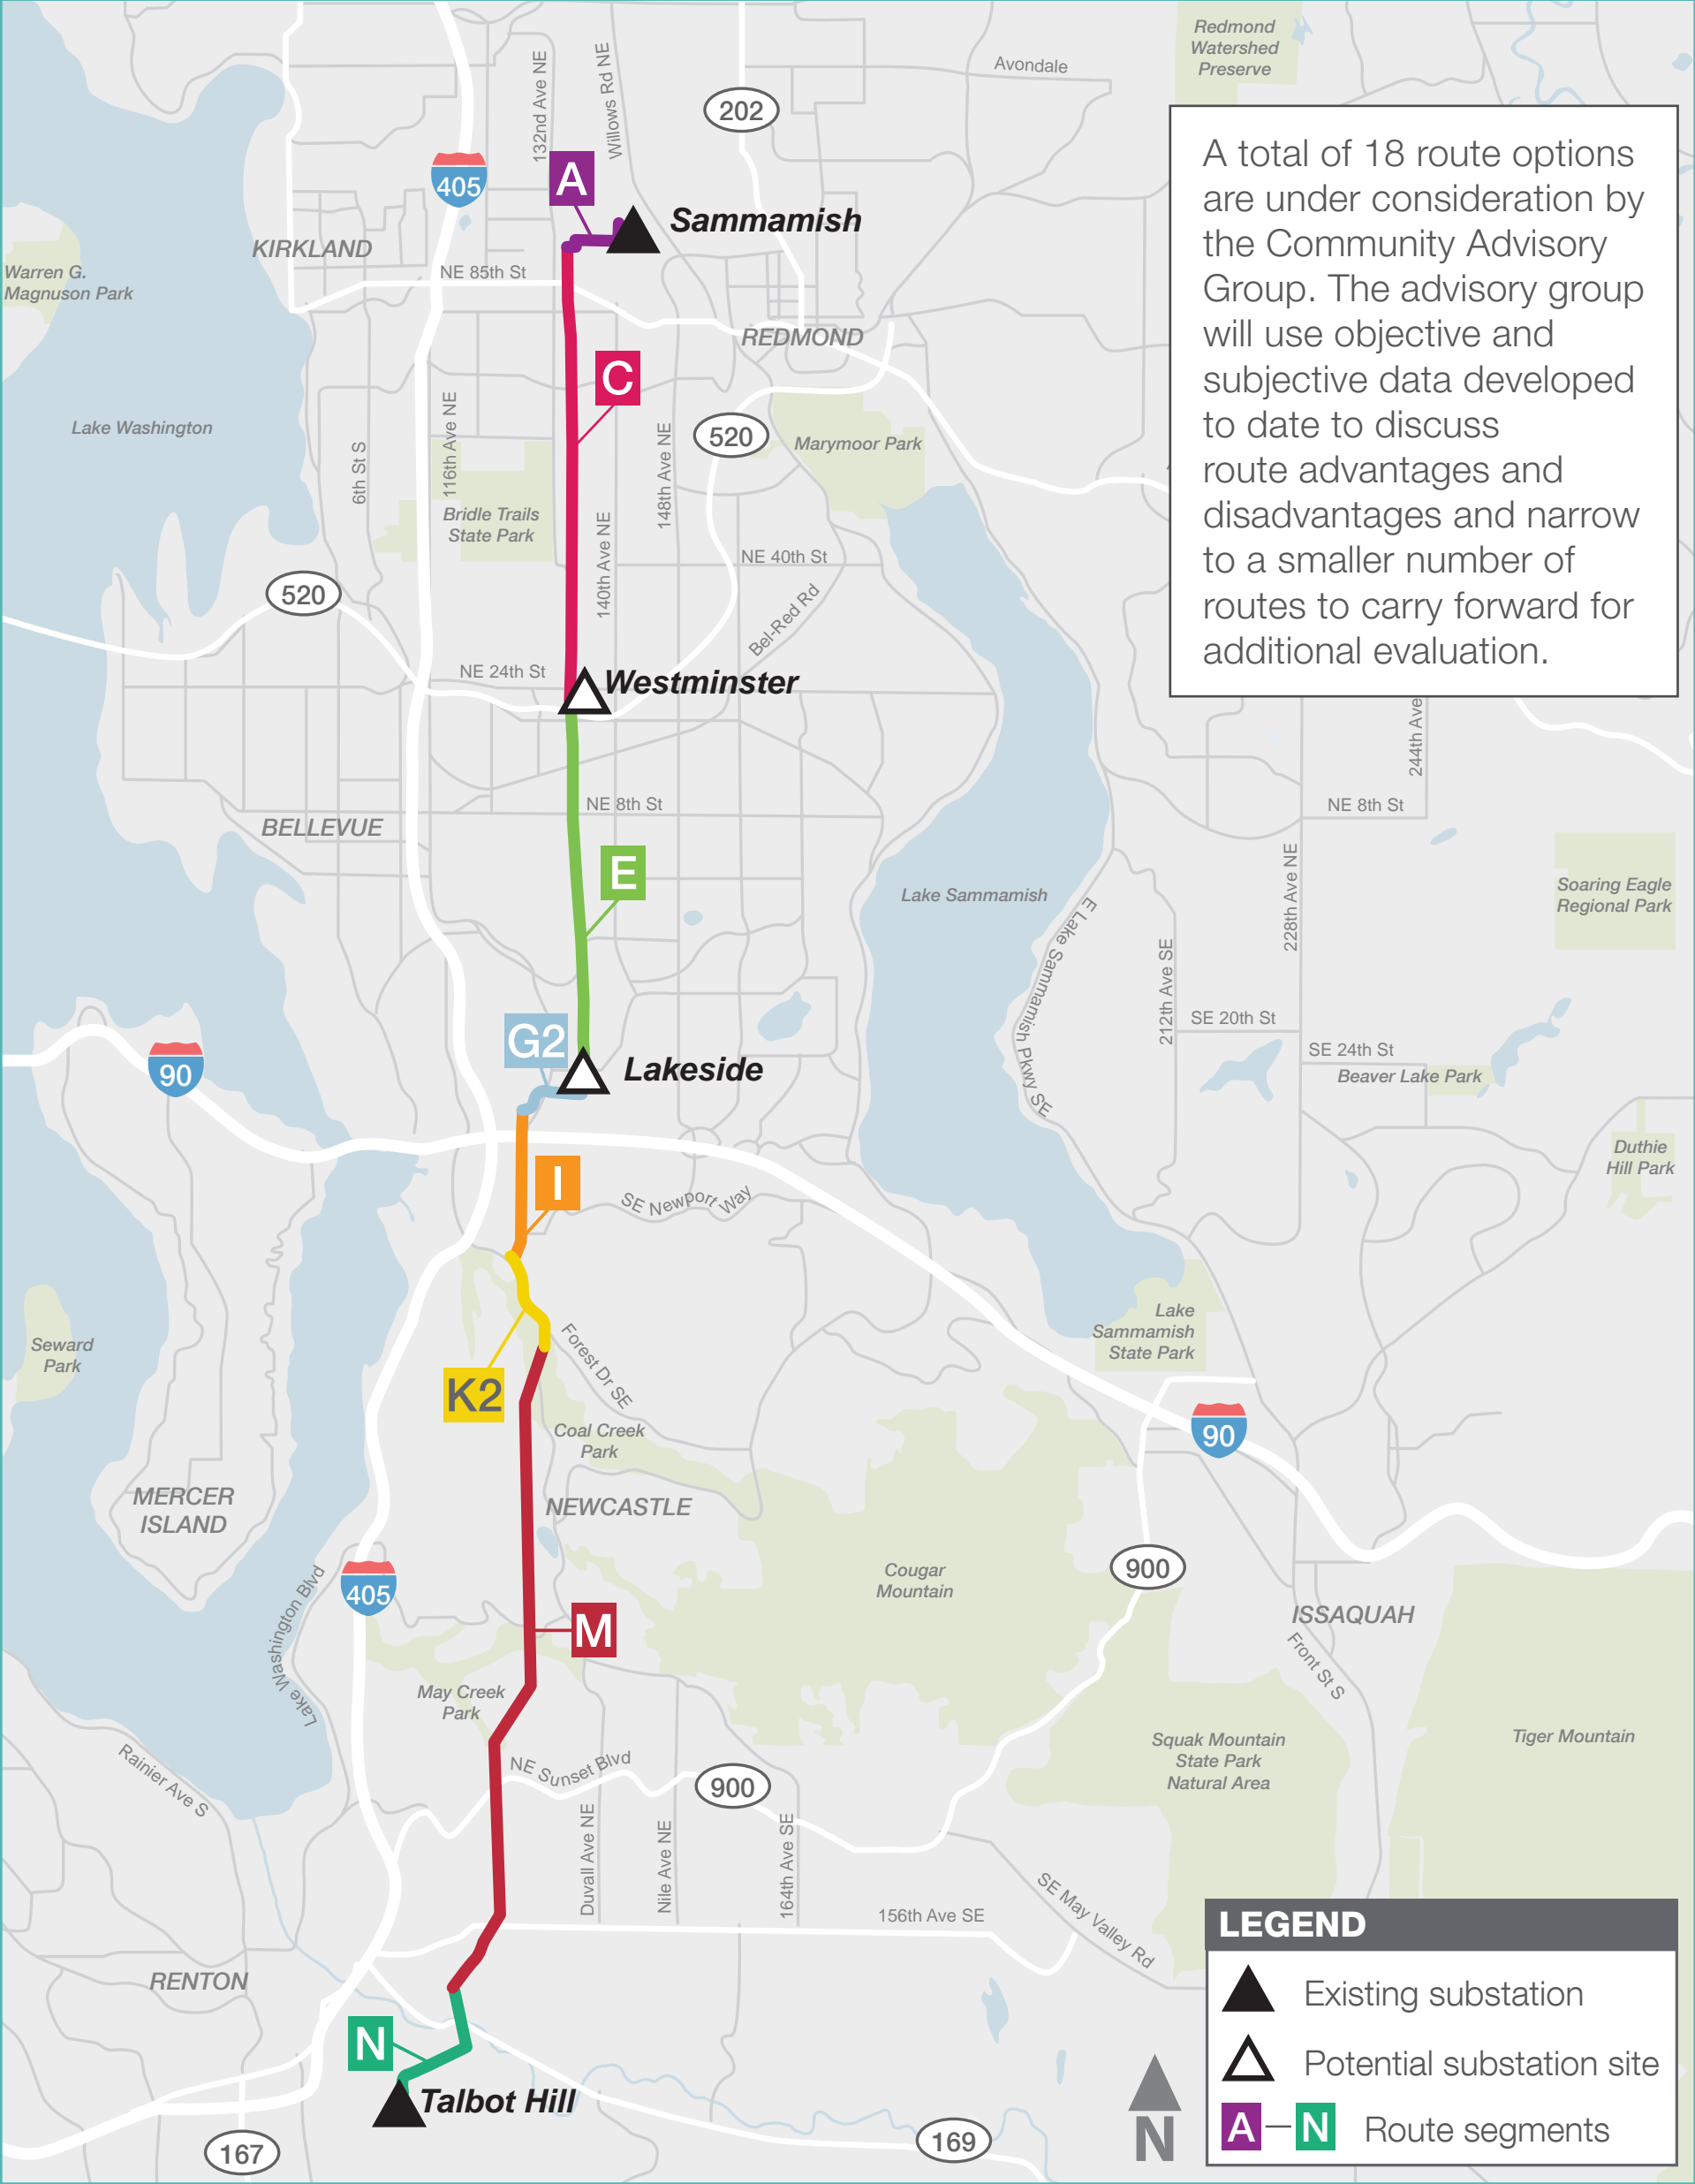 Redmond
Watershed
Preserve
Avondale
132nd Ave NE
Willows Rd NE
202
405
A
Sammamish
KIRKLAND
NE 85th St
Warren G.
Magnuson Park
REDMOND
A total of 18 route options
are under consideration by
the Community Advisory
Group. The advisory group
will use objective and
subjective data developed
to date to discuss
route advantages and
disadvantages and narrow
to a smaller number of
routes to carry forward for
additional evaluation.
C
Lake Washington
6th St S
116th Ave NE
148th Ave NE
520
Marymoor Park
Bridle Trails
State Park
140th Ave NE
NE 40th St
520
Bel-Red Rd
NE 24th St
Westminster
244th Ave
NE 8th St
NE 8th St
BELLEVUE
E
Lake Sammamish
E Lake Sammamish Pkwy SE
228th Ave NE
Soaring Eagle
Regional Park
212th Ave SE
SE 20th St
G2
SE 24th St
90
Lakeside
Beaver Lake Park
Duthie
Hill Park
I
SE Newport Way
Lake
Sammamish
State Park
Seward
Park
Forest Dr SE
K2
Coal Creek
Park
90
MERCER
ISLAND
NEWCASTLE
Cougar
Mountain
900
405
Lake Washington Blvd
ISSAQUAH
M
Front St S
May Creek
Park
Squak Mountain
State Park
Natural Area
Tiger Mountain
Rainier Ave S
NE Sunset Blvd
900
Duvall Ave NE
Nile Ave NE
164th Ave SE
156th Ave SE
SE May Valley Rd
RENTON
N
Talbot Hill
167
169
N
LEGEND
Existing substation
Potential substation site
A — N Route segments